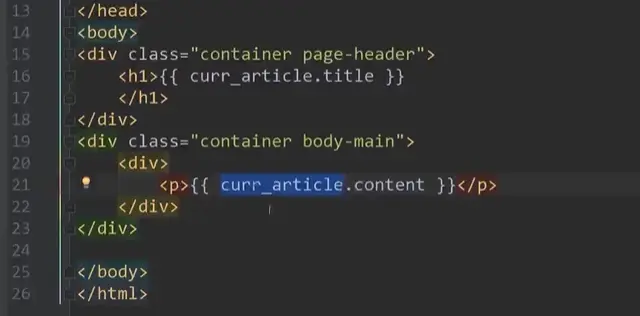 13 </head>
14 <body>
15 <div class="container page-header">
16 <h1>{{ curr_article.title }}
17 </h1>
18 </div>
19 <div class="container body-main">
20 <div>
21 <p>{{ curr_article.content }}</p>
22 </div>
23 </div>
24
25 </body>
26 </html>